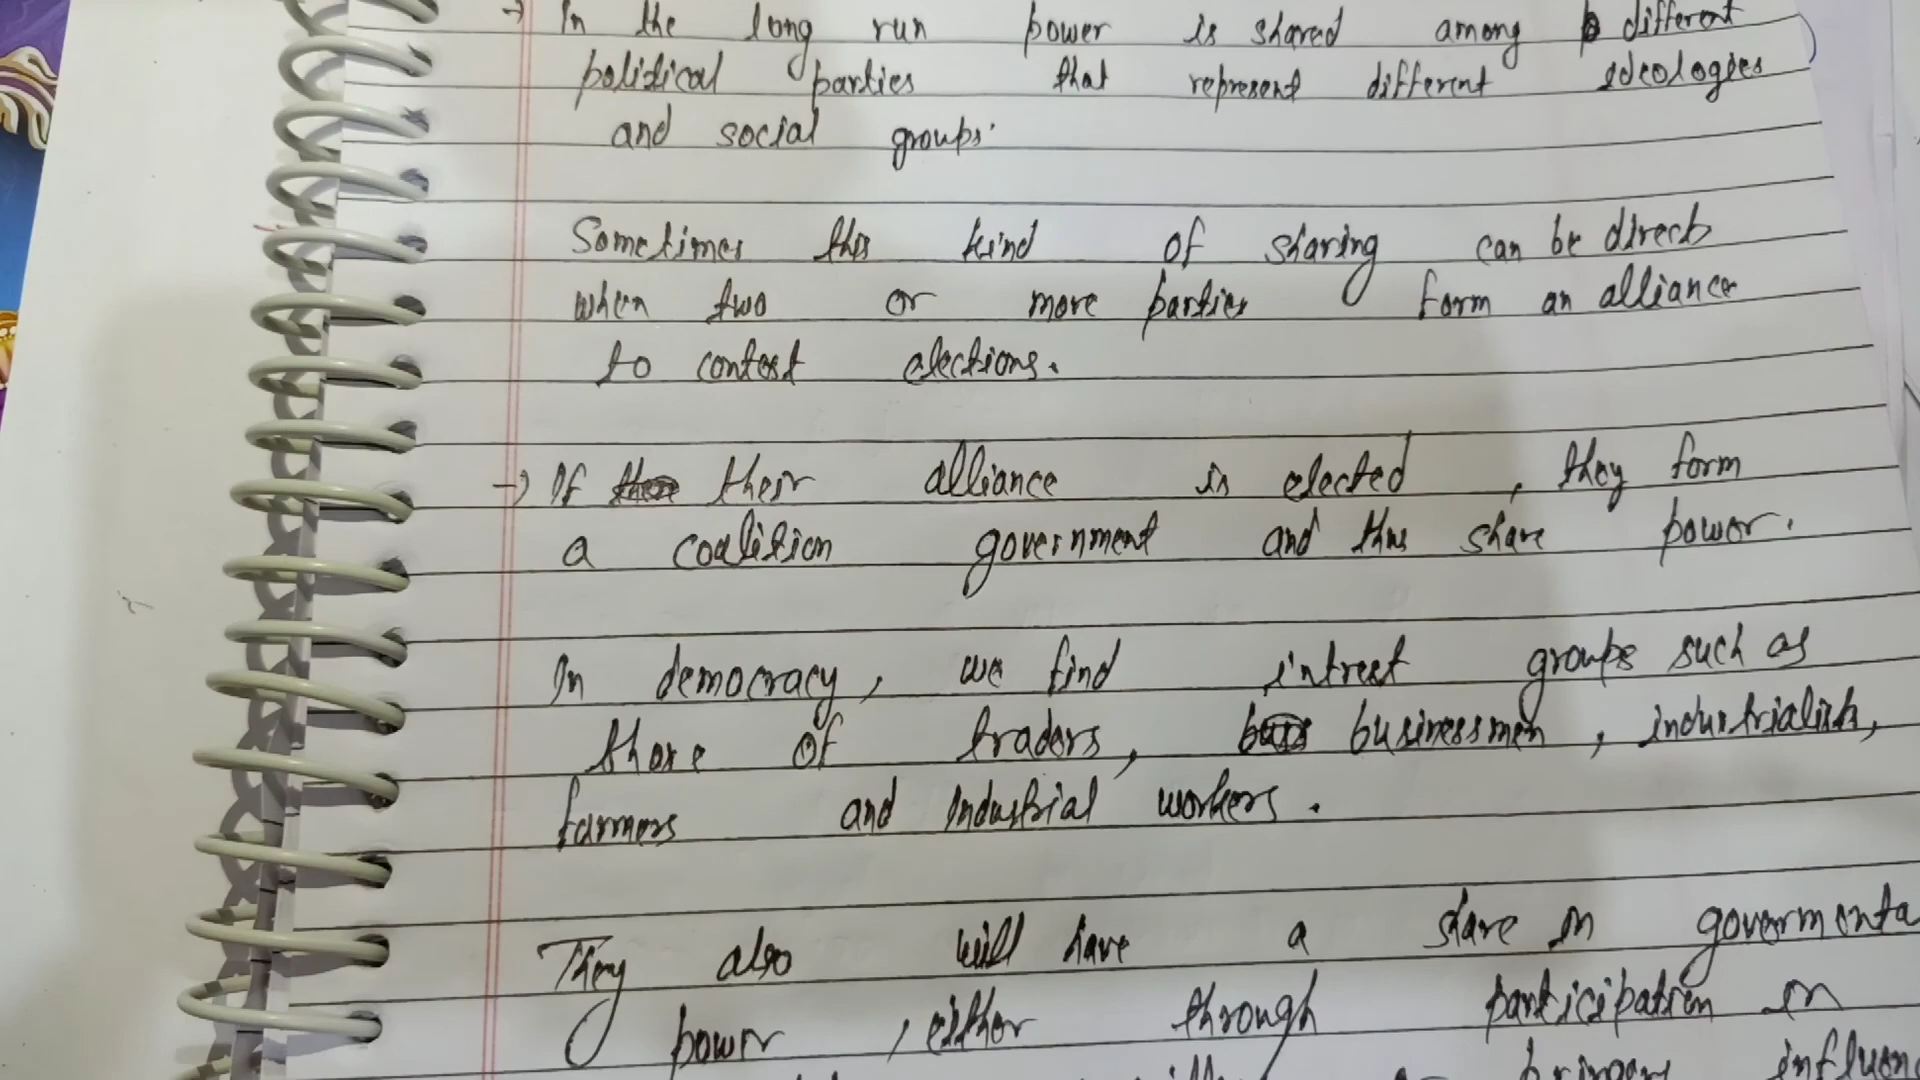 → In the long run power is shared among different
political parties that represent different ideologies
and social groups.
Sometimes this kind of sharing can be direct
when two or more parties form an alliance
to contest elections.
→ If their alliance is elected, they form
a coalition government and thus share power.
In democracy, we find intrest groups such as
those of traders, businessmen, industrialists,
farmers and industrial workers.
They also will have a share in governmenta
power, either through participation in
bringing influen